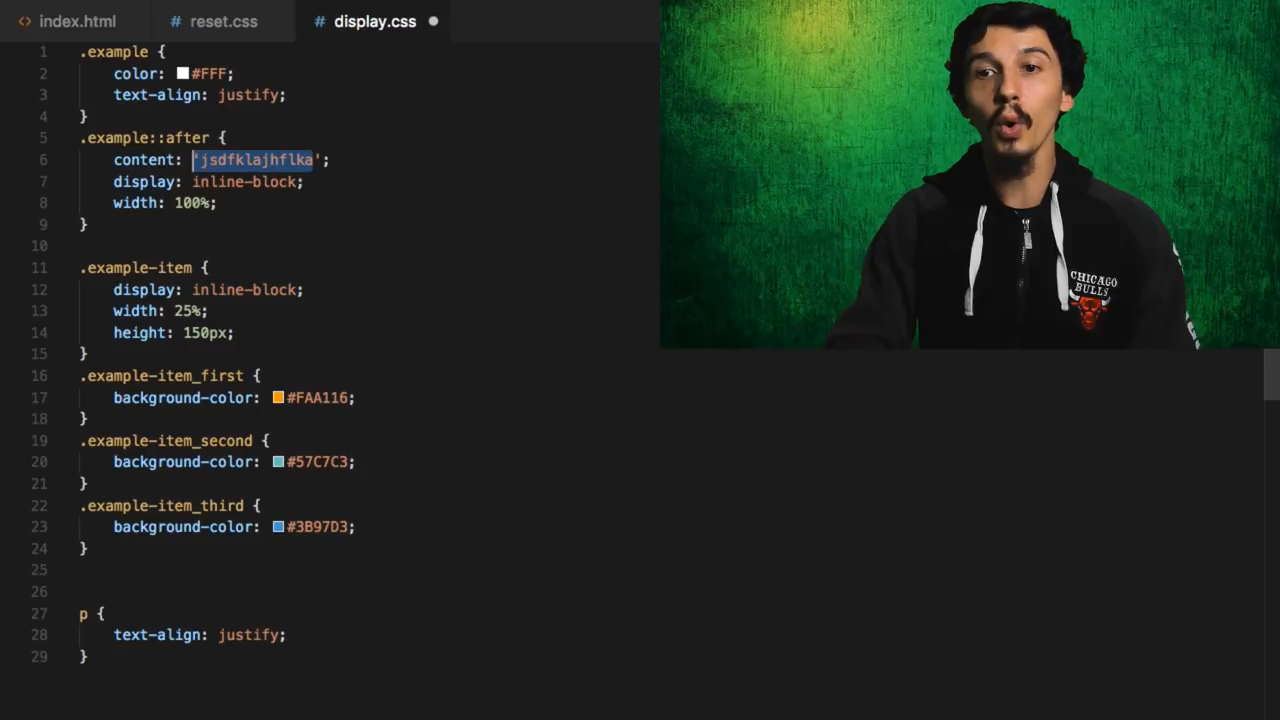 index.html
reset.css
display.css
1 .example {
2 color: #FFF;
3 text-align: justify;
4 }
5 .example::after {
6 content: 'jsdfklajhflka';
7 display: inline-block;
8 width: 100%;
9 }
10
11 .example-item {
12 display: inline-block;
13 width: 25%;
14 height: 150px;
15 }
16 .example-item_first {
17 background-color: #FAA116;
18 }
19 .example-item_second {
20 background-color: #57C7C3;
21 }
22 .example-item_third {
23 background-color: #3B97D3;
24 }
25
26
27 p {
28 text-align: justify;
29 }
CHICAGO
BULLS